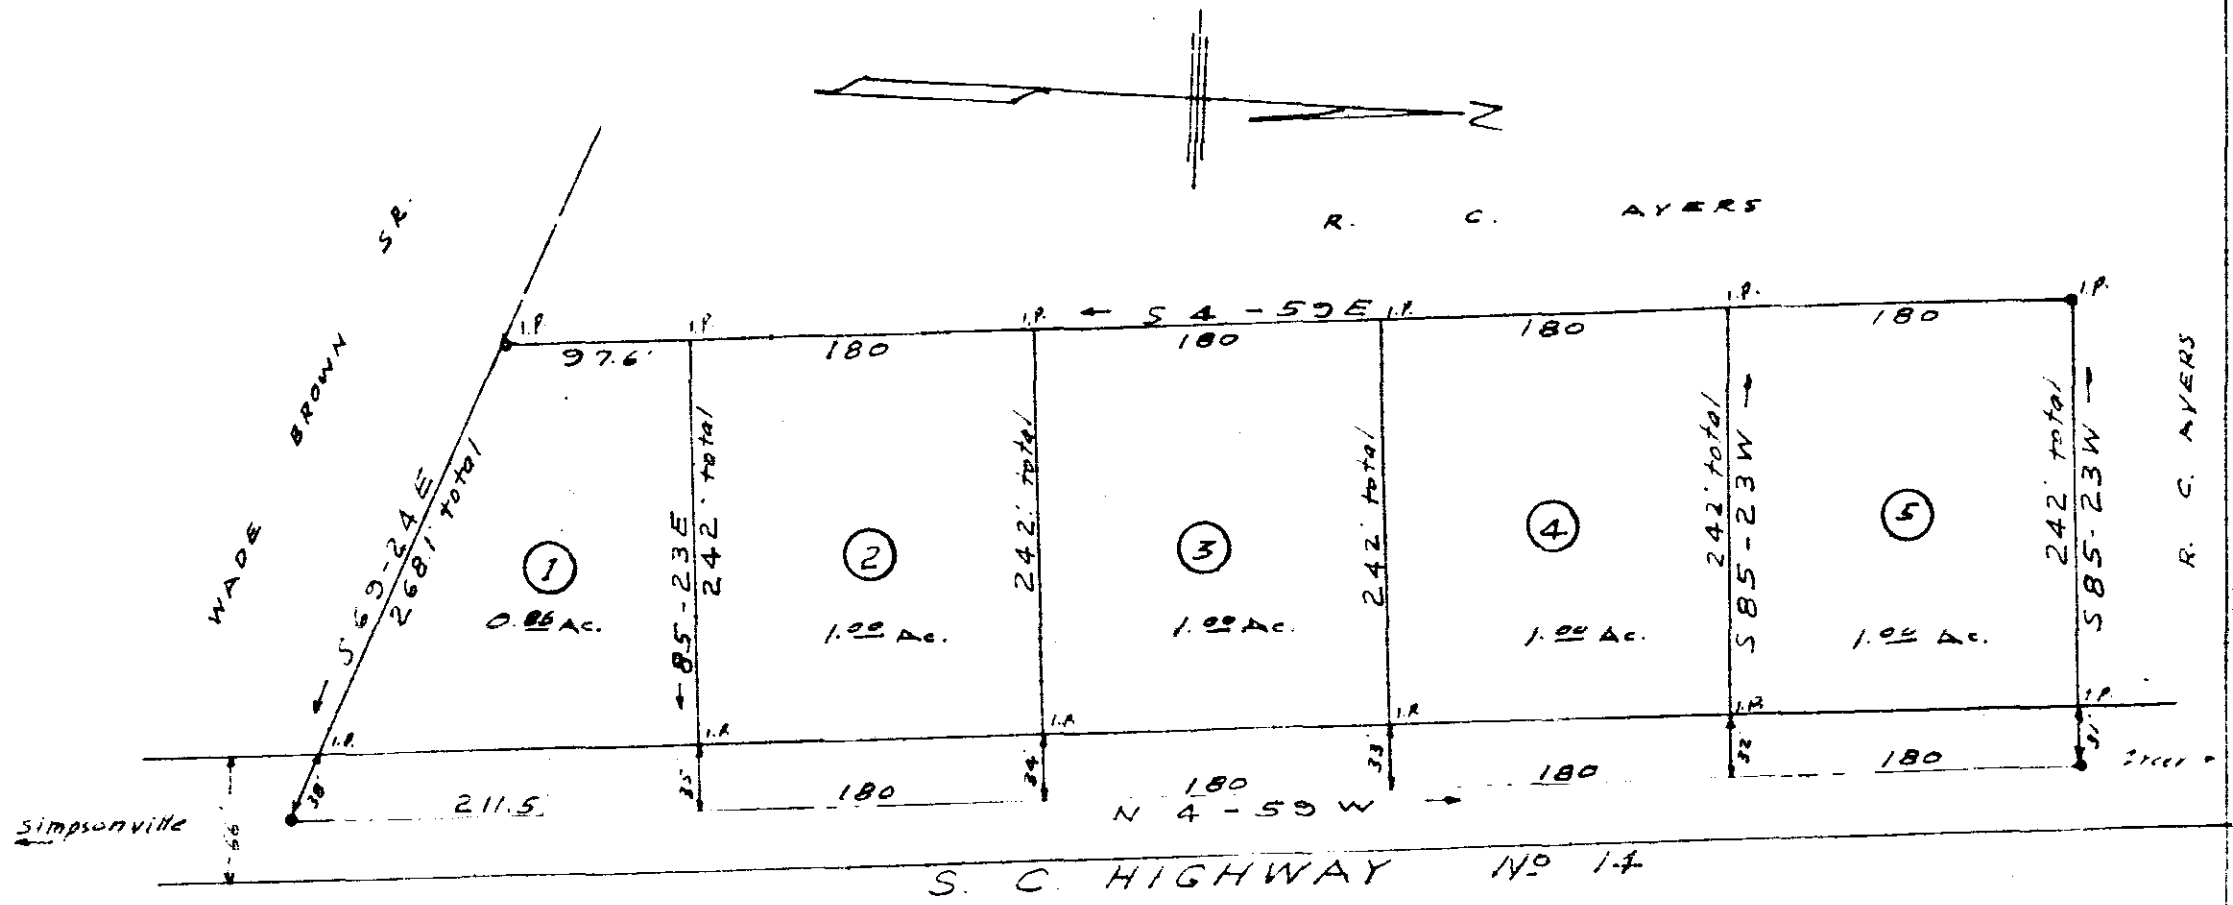 N
R. C. AYERS
WADE BROWN SR.
I.P.
I.P.
I.P.
← S 4 - 59 E
I.P.
I.P.
I.P.
97.6'
180
180
180
180
R. C. AYERS
← S 69-24 E
268.1' total
← 85-23E
242' total
242' total
242' total
242' total
S 85-23 W →
242' total
S 85-23 W →
1
2
3
4
5
0.86 Ac.
1.00 Ac.
1.00 Ac.
1.00 Ac.
1.00 Ac.
I.P.
I.P.
I.P.
I.P.
I.P.
I.P.
38'
35'
34'
33'
32'
31'
211.5
180
180
180
180
N 4 - 59 W →
Simpsonville
←
S. C. HIGHWAY Nº 14